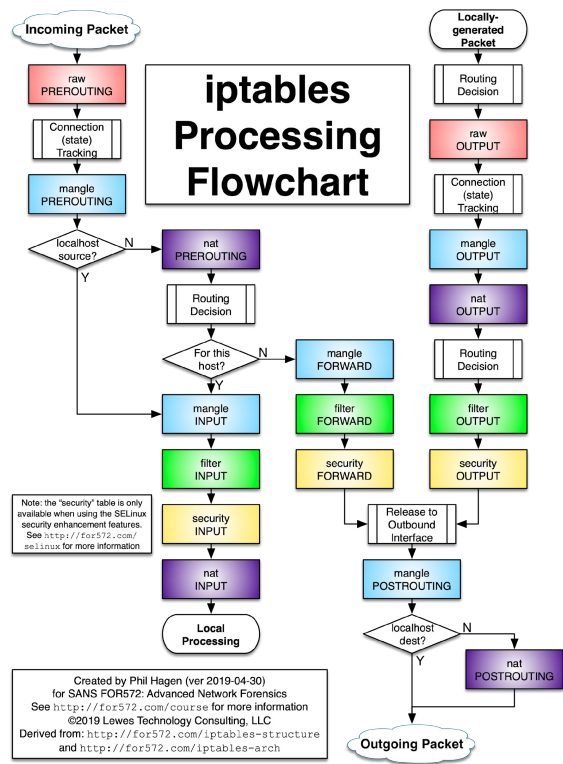 Incoming Packet
raw
PREROUTING
Connection
(state)
Tracking
mangle
PREROUTING
localhost
source?
N
Y
nat
PREROUTING
Routing
Decision
For this
host?
N
Y
mangle
INPUT
filter
INPUT
security
INPUT
nat
INPUT
Local
Processing
iptables
Processing
Flowchart
mangle
FORWARD
filter
FORWARD
security
FORWARD
Locally-
generated
Packet
Routing
Decision
raw
OUTPUT
Connection
(state)
Tracking
mangle
OUTPUT
nat
OUTPUT
Routing
Decision
filter
OUTPUT
security
OUTPUT
Release to
Outbound
Interface
mangle
POSTROUTING
localhost
dest?
N
Y
nat
POSTROUTING
Outgoing Packet
Note: the "security" table is only
available when using the SELinux
security enhancement features.
See http://for572.com/
selinux for more information
Created by Phil Hagen (ver 2019-04-30)
for SANS FOR572: Advanced Network Forensics
See http://for572.com/course for more information
©2019 Lewes Technology Consulting, LLC
Derived from: http://for572.com/iptables-structure
and http://for572.com/iptables-arch